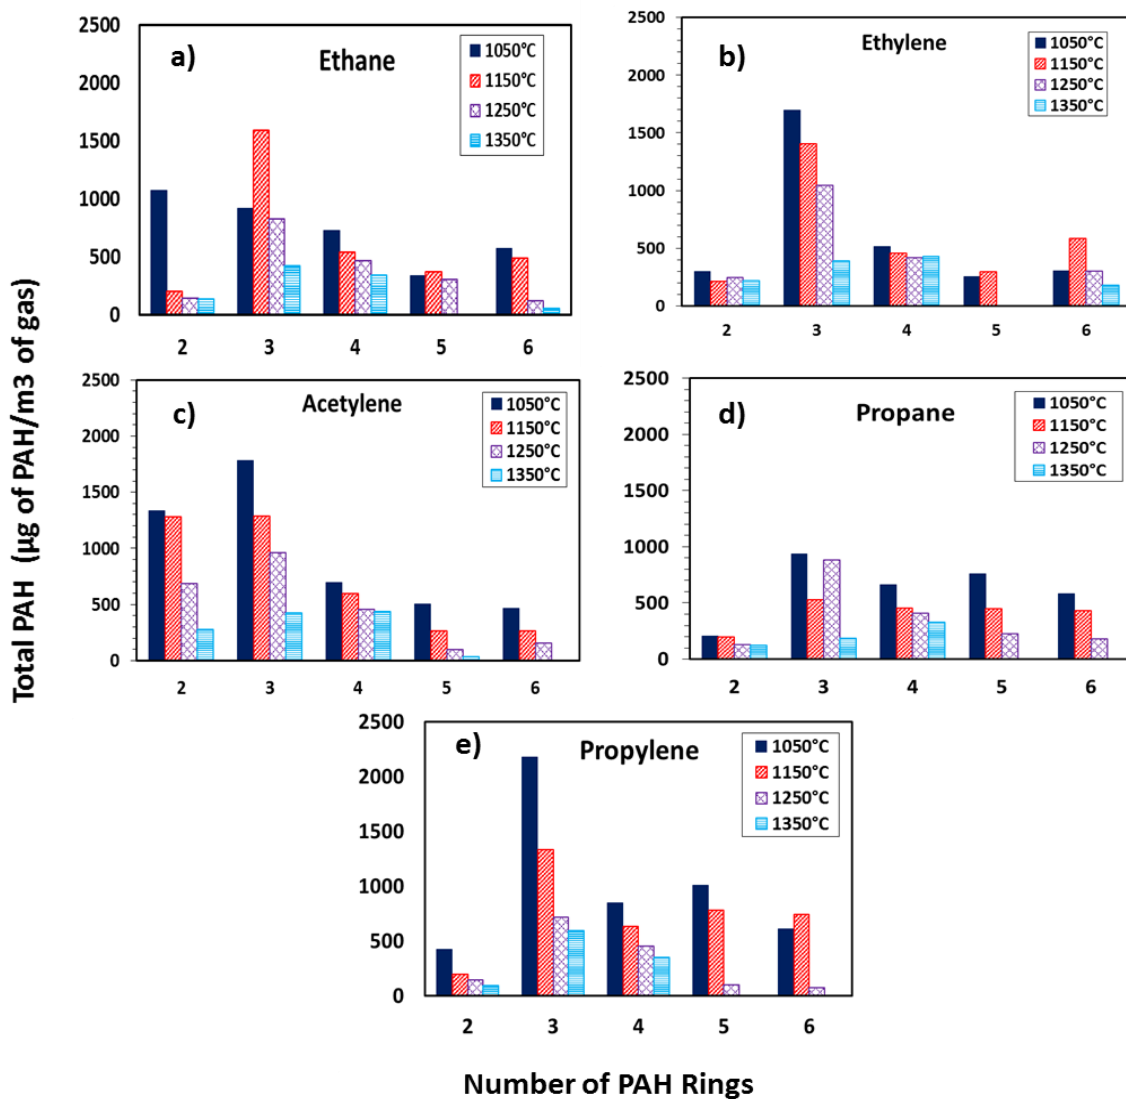 Total PAH (µg of PAH/m3 of gas)
a)
Ethane
1050°C
1150°C
1250°C
1350°C
2500
2000
1500
1000
500
0
2 3 4 5 6
b)
Ethylene
1050°C
1150°C
1250°C
1350°C
2500
2000
1500
1000
500
0
2 3 4 5 6
c)
Acetylene
1050°C
1150°C
1250°C
1350°C
2500
2000
1500
1000
500
0
2 3 4 5 6
d)
Propane
1050°C
1150°C
1250°C
1350°C
2500
2000
1500
1000
500
0
2 3 4 5 6
e)
Propylene
1050°C
1150°C
1250°C
1350°C
2500
2000
1500
1000
500
0
2 3 4 5 6
Number of PAH Rings